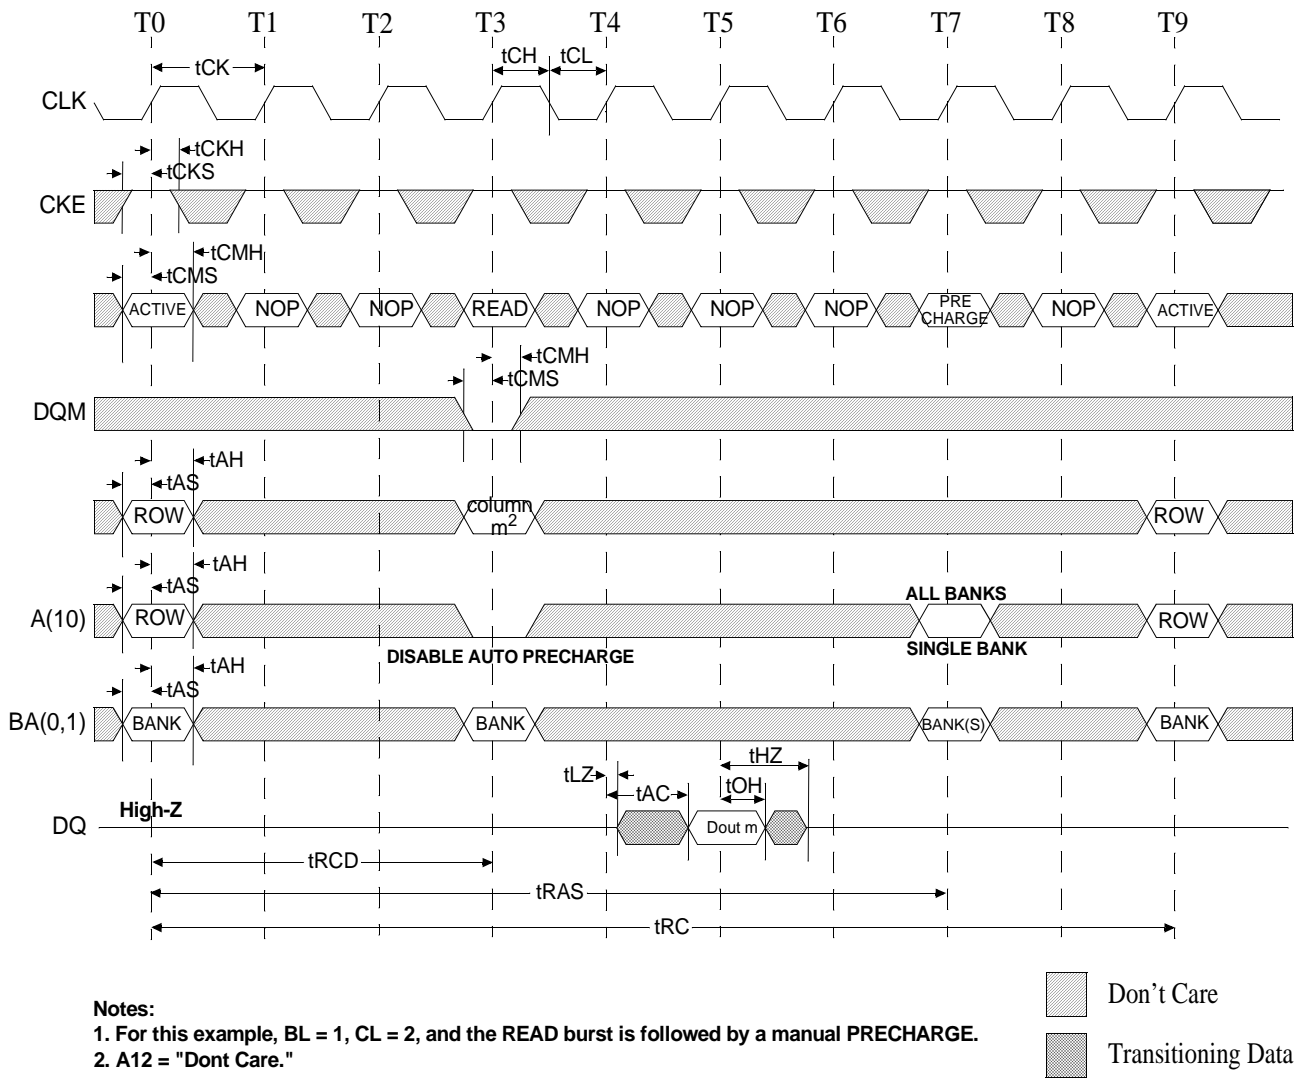 T0 T1 T2 T3 T4 T5 T6 T7 T8 T9
tCK tCH tCL
CLK
tCKH
tCKS
CKE
tCMH
tCMS
ACTIVE NOP NOP READ NOP NOP NOP PRE CHARGE NOP ACTIVE
tCMH
tCMS
DQM
tAH
tAS
ROW column m2 ROW
tAH
tAS
ALL BANKS
A(10) ROW ROW
DISABLE AUTO PRECHARGE SINGLE BANK
tAH
tAS
BA(0,1) BANK BANK BANK(S) BANK
tHZ
tLZ tAC tOH
High-Z
DQ Dout m
tRCD
tRAS
tRC
Don't Care
Notes:
1. For this example, BL = 1, CL = 2, and the READ burst is followed by a manual PRECHARGE.
2. A12 = "Dont Care."
Transitioning Data